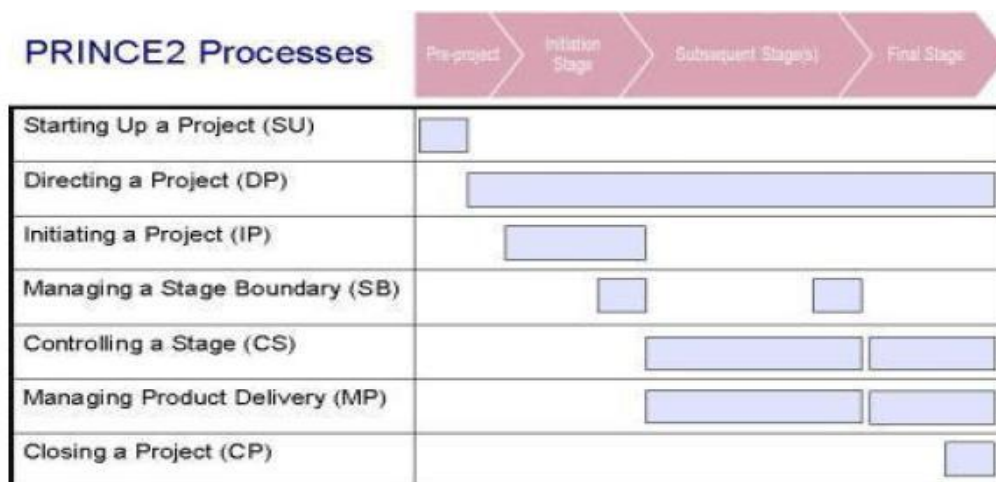 PRINCE2 Processes
Pre-project
Initiation
Stage
Subsequent Stage(s)
Final Stage
Starting Up a Project (SU)
Directing a Project (DP)
Initiating a Project (IP)
Managing a Stage Boundary (SB)
Controlling a Stage (CS)
Managing Product Delivery (MP)
Closing a Project (CP)